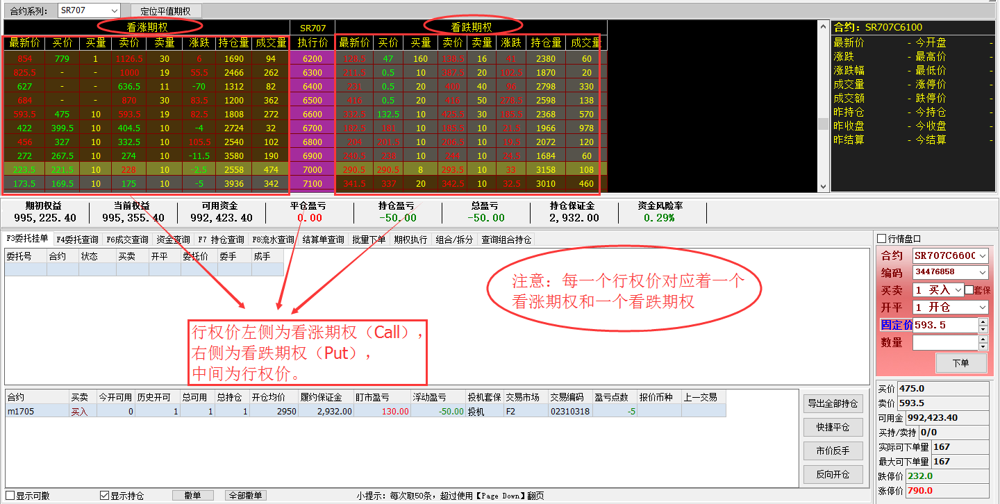 合约系列： SR707 定位平值期权
看涨期权 SR707 看跌期权
最新价 买价 买量 卖价 卖量 涨跌 持仓量 成交量 执行价 最新价 买价 买量 卖价 卖量 涨跌 持仓量 成交量
854 779 1 1126.5 30 6 1690 94 6200 128.5 47 160 138.5 16 41 2380 60
825.5 - - 1000 19 55.5 2466 262 6300 211.5 0.5 10 387.5 20 102.5 1870 20
627 - - 636.5 11 -70 1312 82 6400 231 0.5 20 400 40 96 2798 330
684 - - 870 30 83.5 1200 362 6500 416 0.5 20 416 50 278.5 2598 138
593.5 475 10 593.5 19 82.5 1808 272 6600 332.5 132.5 10 425.5 30 185.5 2368 570
422 399.5 10 404.5 10 -4 2724 32 6700 182.5 181 10 185.5 10 21.5 1966 978
456 327 10 332.5 10 105.5 2540 102 6800 204 201.5 10 206.5 10 19.5 2072 120
272 267.5 10 274 10 -11.5 3580 190 6900 240.5 238 10 244 10 24.5 1684 60
223.5 221.5 10 228 10 -2.5 2558 474 7000 290.5 290.5 8 293.5 10 33 3158 108
173.5 169.5 10 175 10 -5 3936 342 7100 341.5 337 20 342.5 10 32.5 3010 460
合约：SR707C6100
最新价 - 今开盘 -
涨跌 - 最高价 -
涨跌幅 - 最低价 -
成交量 - 涨停价 -
成交额 - 跌停价 -
昨持仓 - 今持仓 -
昨收盘 - 今收盘 -
昨结算 - 今结算 -
期初权益 当前权益 可用资金 平仓盈亏 持仓盈亏 总盈亏 持仓保证金 资金风险率
995,225.40 995,355.40 992,423.40 0.00 -50.00 -50.00 2,932.00 0.29%
F3委托挂单 F4委托查询 F6成交查询 资金查询 F7 持仓查询 F8流水查询 结算单查询 批量下单 期权执行 组合/拆分 查询组合持仓
委托号 合约 状态 买卖 开平 委托价 委手 成手
注意：每一个行权价对应着一个
看涨期权和一个看跌期权
行权价左侧为看涨期权（Call），
右侧为看跌期权（Put），
中间为行权价。
行情盘口
合约 SR707C6600
编码 34476858
买卖 1 买入 套保
开平 1 开仓
固定价 593.5
数量
下单
合约 买卖 今开可用 历史开可 总可用 总持仓 开仓均价 履约保证金 盯市盈亏 浮动盈亏 投机套保 交易市场 交易编码 盈亏点数 报价币种 上一交易
m1705 买入 0 1 1 1 2950 2,932.00 130.00 -50.00 投机 F2 02310318 -5
导出全部持仓
快捷平仓
市价反手
反向开仓
买价 475.0
卖价 593.5
可用金 992,423.40
买持/卖持 0/0
实际可下单量 167
最大可下单量 167
跌停价 232.0
涨停价 790.0
显示可撤 显示持仓 撤单 全部撤单 小提示：每次取50条，超过使用【Page Down】翻页